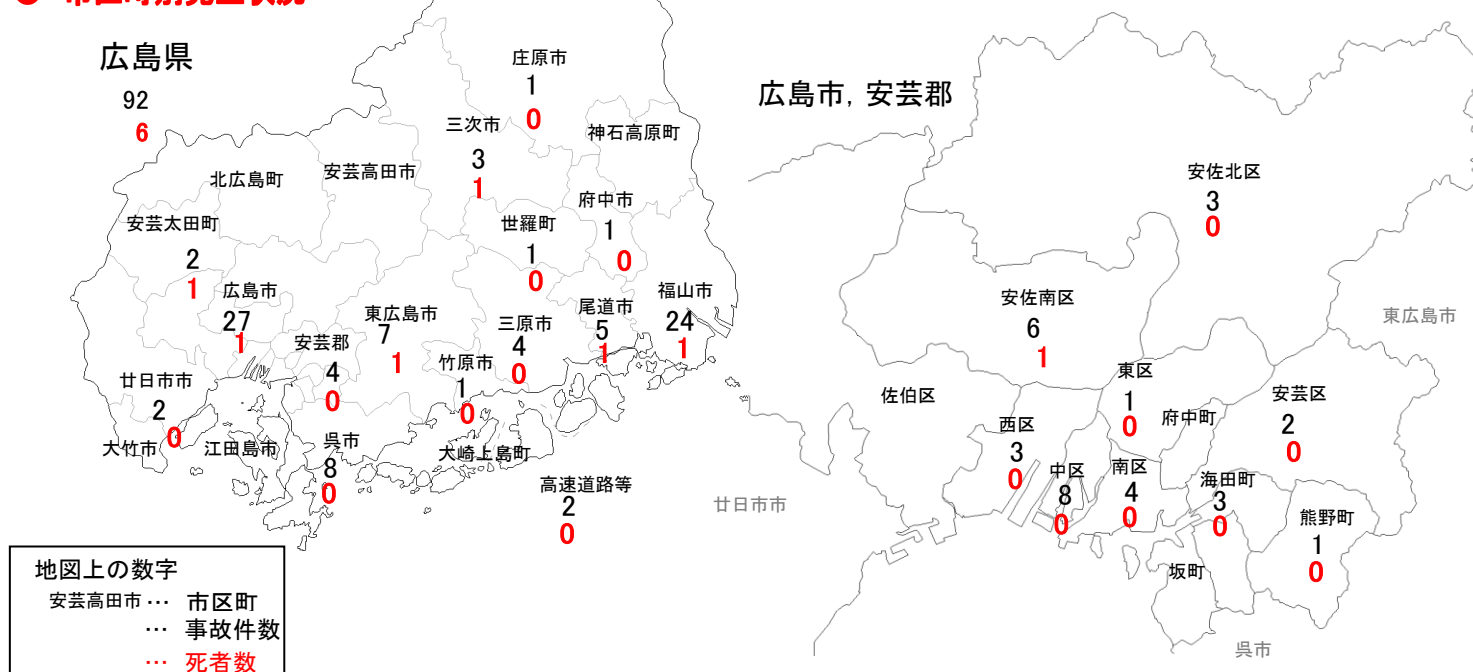 広島県
92
6
庄原市
1
0
三次市
3
1
神石高原町
安芸高田市
北広島町
府中市
1
0
安芸太田町
2
1
世羅町
1
0
広島市
27
1
福山市
24
1
尾道市
5
1
東広島市
7
1
三原市
4
0
安芸郡
4
0
竹原市
1
0
廿日市市
2
0
大竹市
江田島市
呉市
8
0
大崎上島町
高速道路等
2
0
地図上の数字
安芸高田市 … 市区町
… 事故件数
… 死者数
広島市, 安芸郡
安佐北区
3
0
安佐南区
6
1
東広島市
佐伯区
東区
1
0
府中町
安芸区
2
0
西区
3
0
中区
8
0
南区
4
0
海田町
3
0
熊野町
1
0
坂町
廿日市市
呉市